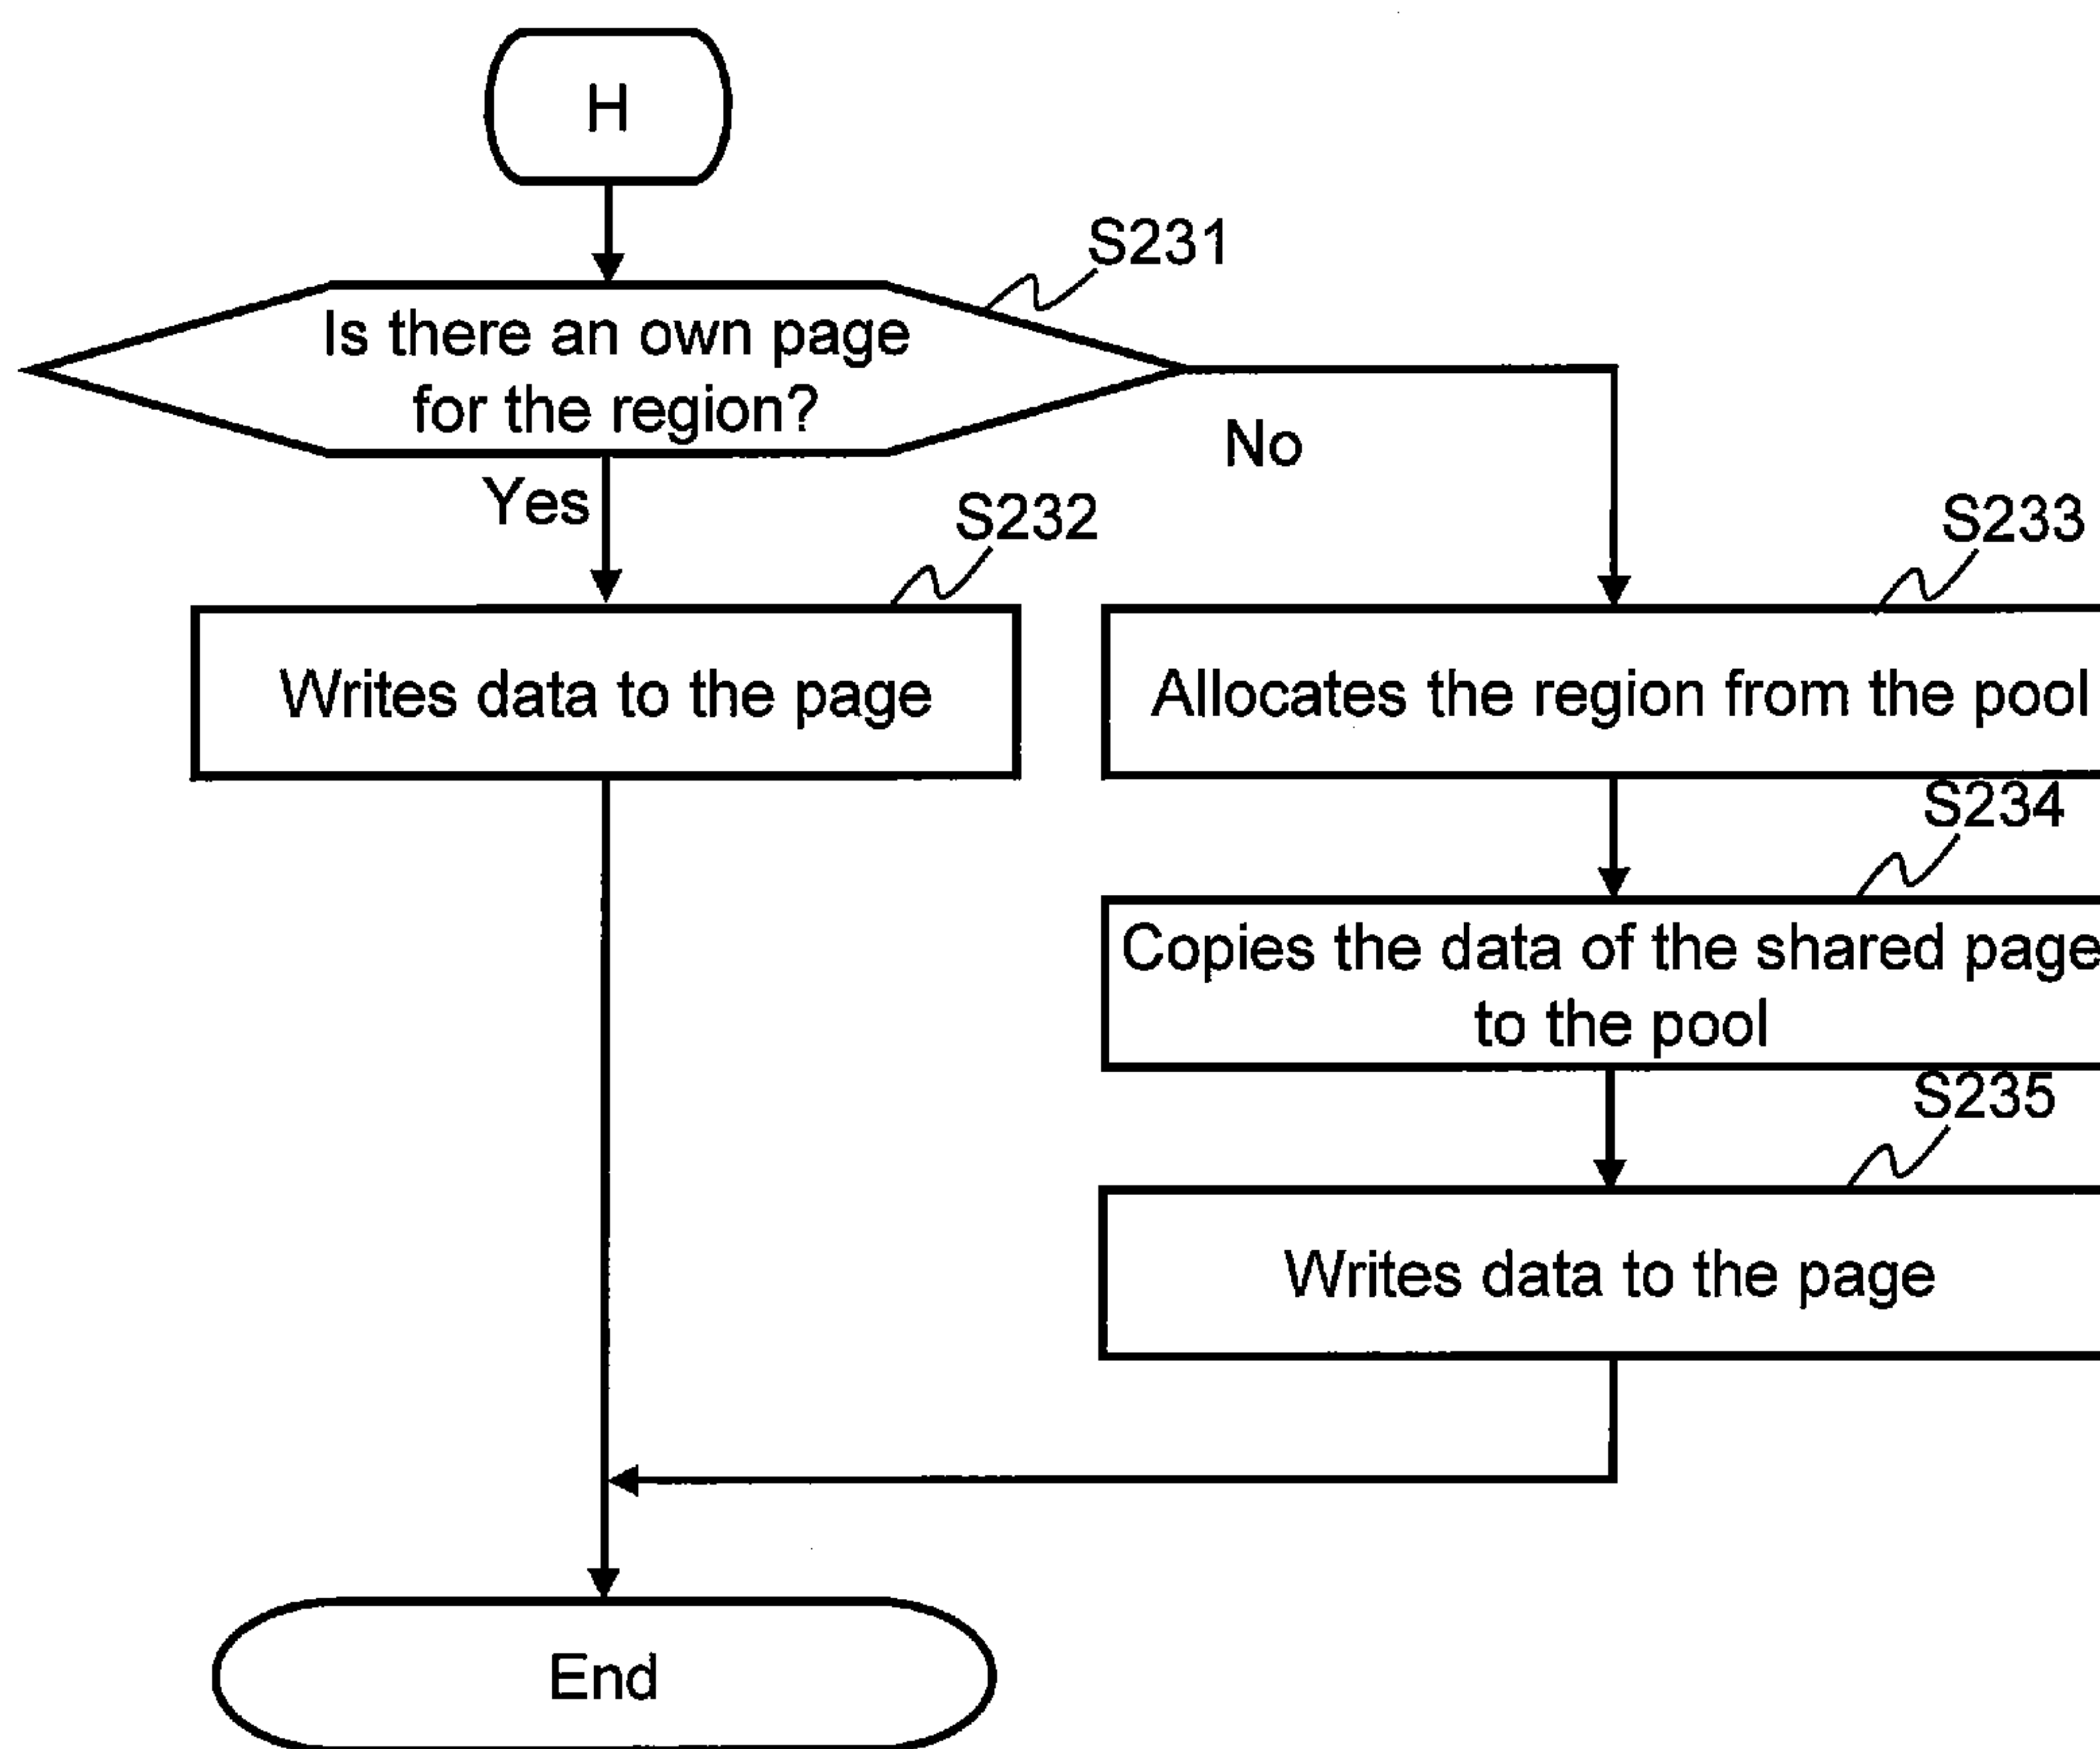 H
S231
Is there an own page
for the region?
No
Yes
S232
S233
Writes data to the page
Allocates the region from the pool
S234
Copies the data of the shared page
to the pool
S235
Writes data to the page
End